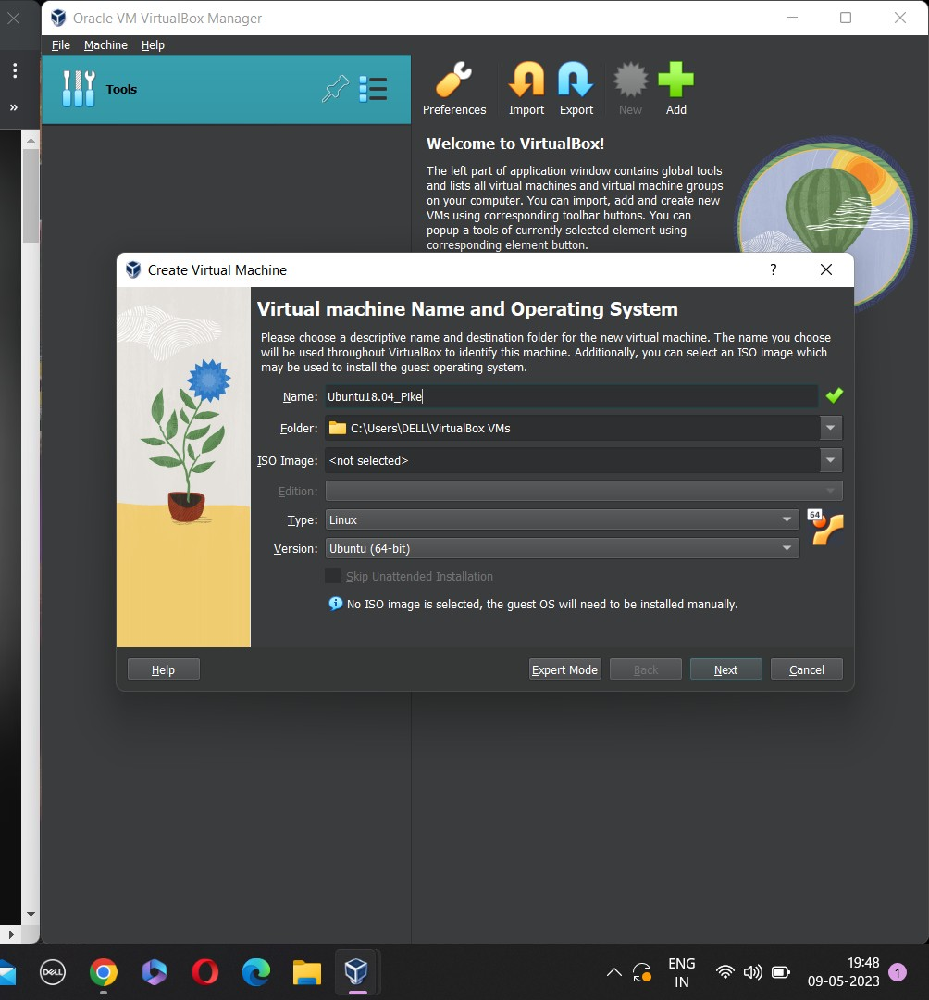 Oracle VM VirtualBox Manager
File Machine Help
Tools
Preferences Import Export New Add
Welcome to VirtualBox!
The left part of application window contains global tools
and lists all virtual machines and virtual machine groups
on your computer. You can import, add and create new
VMs using corresponding toolbar buttons. You can
popup a tools of currently selected element using
corresponding element button.
Create Virtual Machine ?
Virtual machine Name and Operating System
Please choose a descriptive name and destination folder for the new virtual machine. The name you choose
will be used throughout VirtualBox to identify this machine. Additionally, you can select an ISO image which
may be used to install the guest operating system.
Name: Ubuntu18.04_Pike
Folder: C:\Users\DELL\VirtualBox VMs
ISO Image: <not selected>
Edition:
Type: Linux
64
Version: Ubuntu (64-bit)
Skip Unattended Installation
No ISO image is selected, the guest OS will need to be installed manually.
Help Expert Mode Back Next Cancel
DELL
ENG
IN
19:48
09-05-2023
1